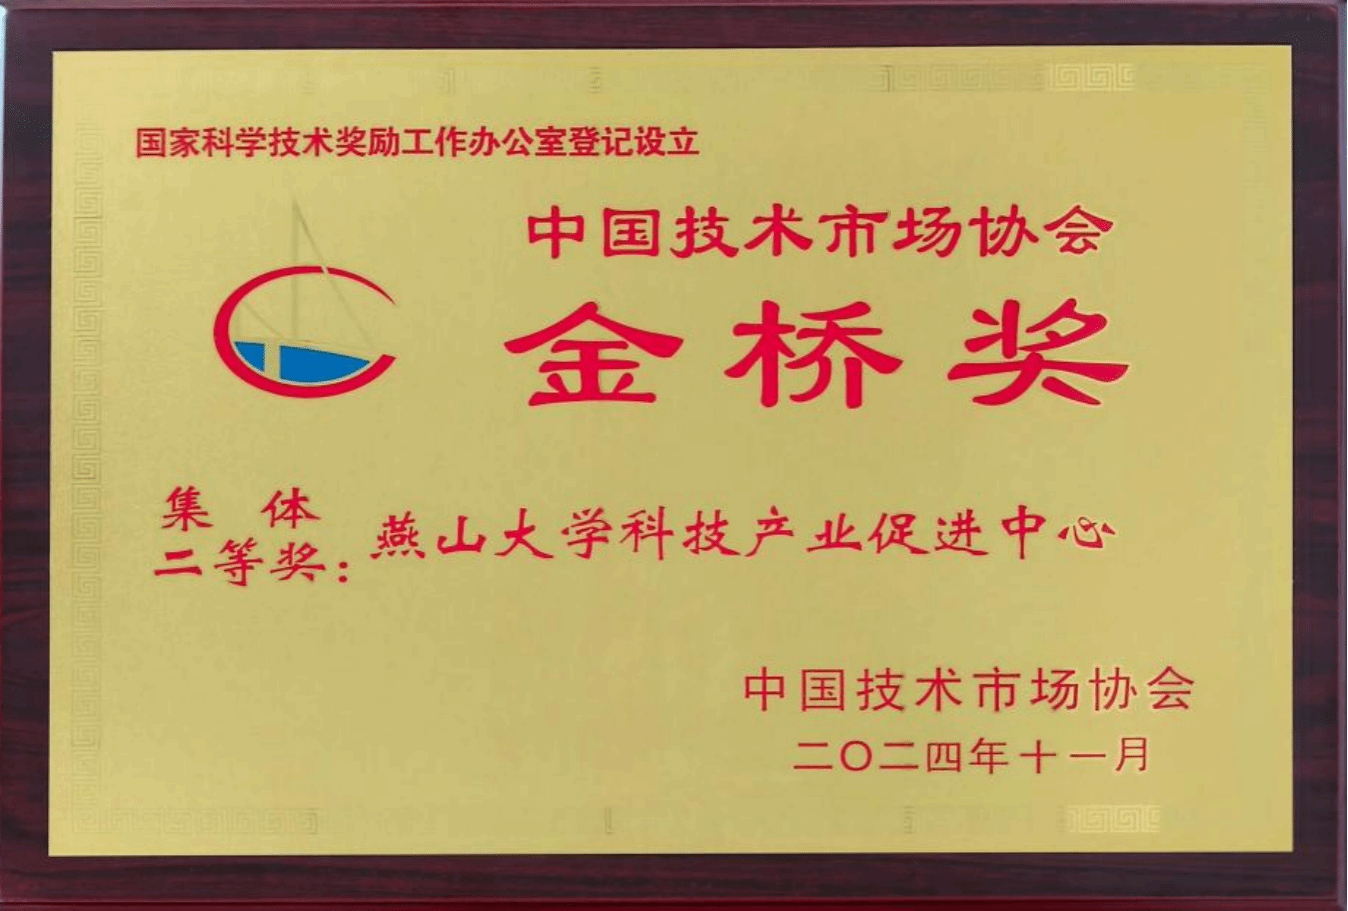 国家科学技术奖励工作办公室登记设立
中国技术市场协会
金桥奖
集体
二等奖：燕山大学科技产业促进中心
中国技术市场协会
二〇二四年十一月